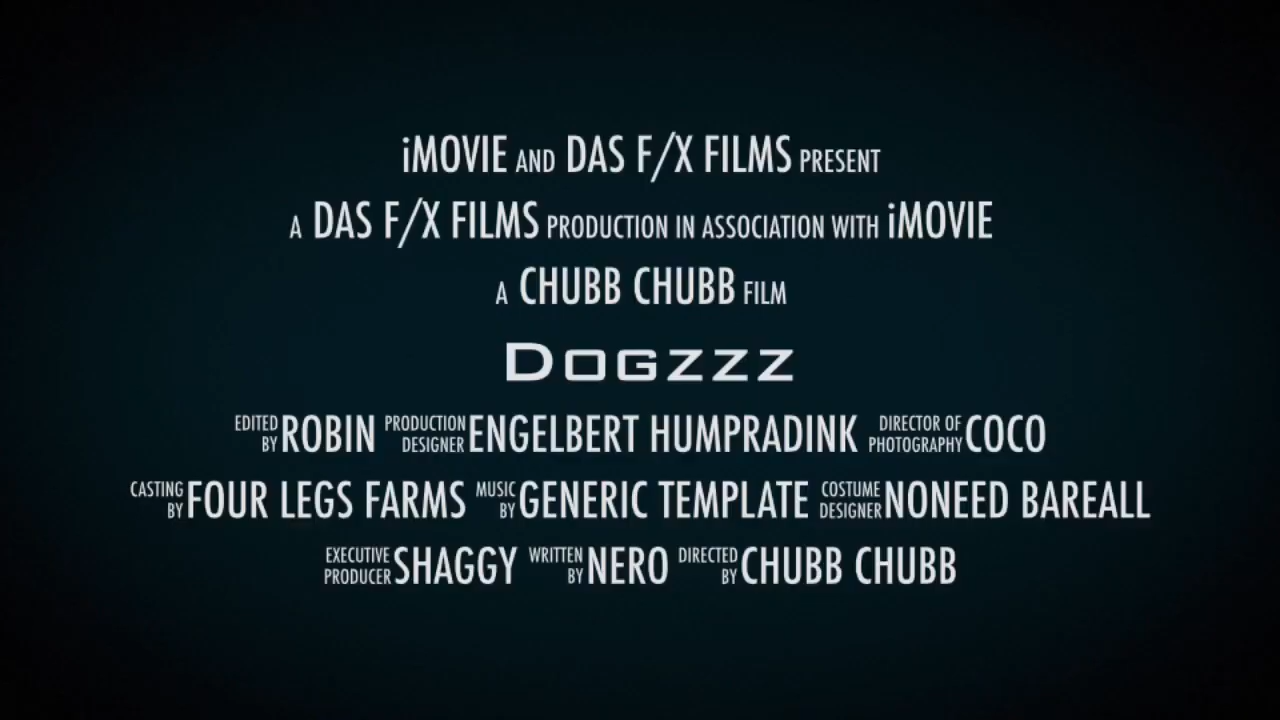 iMOVIE AND DAS F/X FILMS PRESENT
A DAS F/X FILMS PRODUCTION IN ASSOCIATION WITH iMOVIE
A CHUBB CHUBB FILM
DOGZZZ
EDITED BY ROBIN PRODUCTION DESIGNER ENGELBERT HUMPRADINK DIRECTOR OF PHOTOGRAPHY COCO
CASTING BY FOUR LEGS FARMS MUSIC BY GENERIC TEMPLATE COSTUME DESIGNER NONEED BAREALL
EXECUTIVE PRODUCER SHAGGY WRITTEN BY NERO DIRECTED BY CHUBB CHUBB